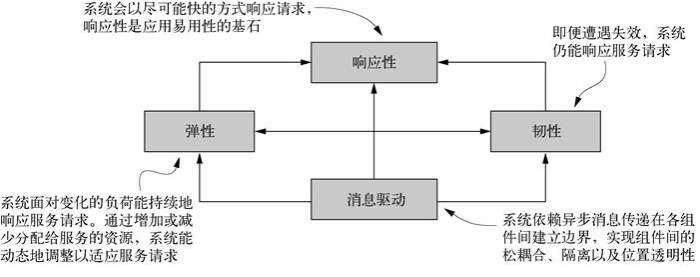 系统会以尽可能快的方式响应请求，
响应性是应用易用性的基石
即便遭遇失效，系统
仍能响应服务请求
响应性
弹性
韧性
消息驱动
系统面对变化的负荷能持续地
响应服务请求。通过增加或减
少分配给服务的资源，系统能
动态地调整以适应服务请求
系统依赖异步消息传递在各组
件间建立边界，实现组件间的
松耦合、隔离以及位置透明性